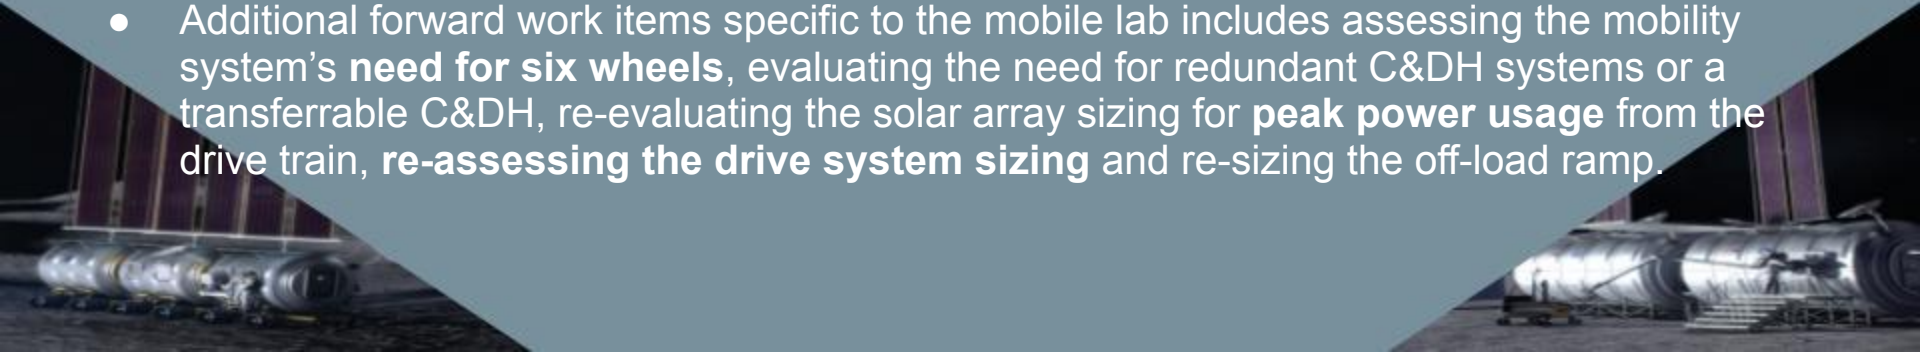 ● Additional forward work items specific to the mobile lab includes assessing the mobility
system's need for six wheels, evaluating the need for redundant C&DH systems or a
transferrable C&DH, re-evaluating the solar array sizing for peak power usage from the
drive train, re-assessing the drive system sizing and re-sizing the off-load ramp.